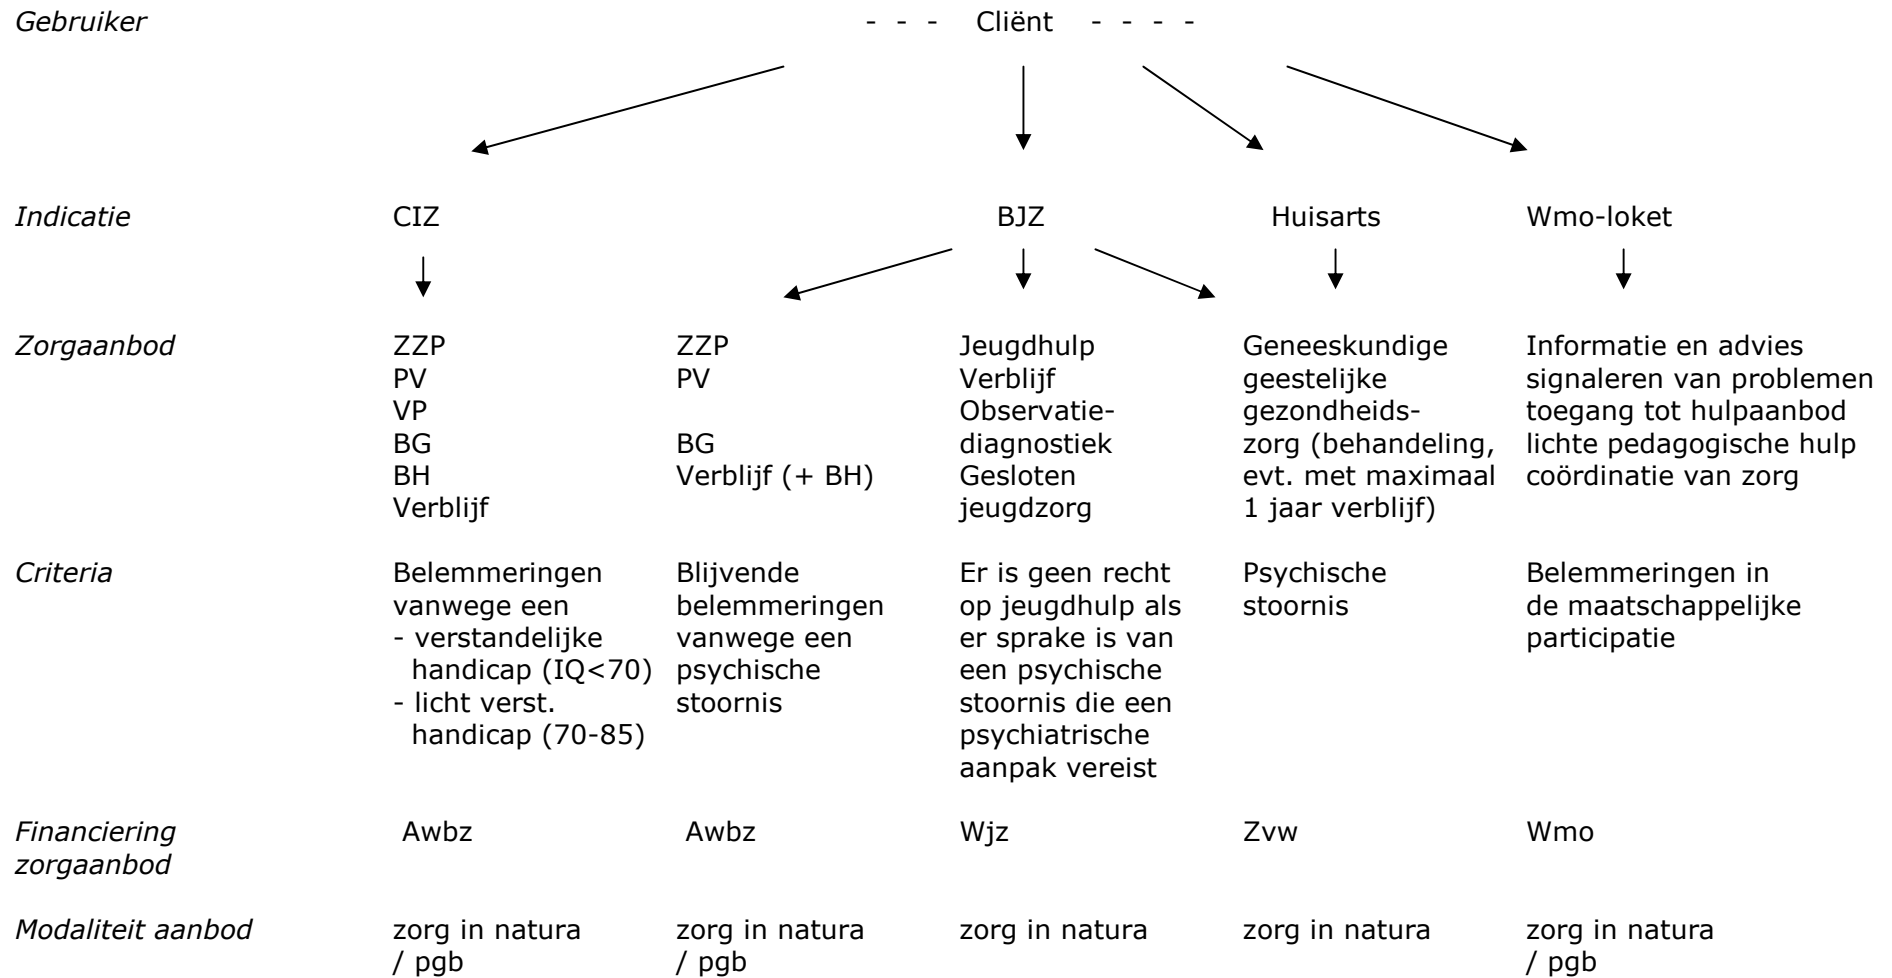 Gebruiker - - - Cliënt - - - -
Indicatie CIZ BJZ Huisarts Wmo-loket
Zorgaanbod ZZP ZZP Jeugdhulp Geneeskundige Informatie en advies
PV PV Verblijf geestelijke signaleren van problemen
VP Observatie- gezondheids- toegang tot hulpaanbod
BG BG diagnostiek zorg (behandeling, lichte pedagogische hulp
BH Verblijf (+ BH) Gesloten evt. met maximaal coördinatie van zorg
Verblijf jeugdzorg 1 jaar verblijf)
Criteria Belemmeringen Blijvende Er is geen recht Psychische Belemmeringen in
vanwege een belemmeringen op jeugdhulp als stoornis de maatschappelijke
- verstandelijke vanwege een er sprake is van participatie
handicap (IQ<70) psychische een psychische
- licht verst. stoornis stoornis die een
handicap (70-85) psychiatrische
aanpak vereist
Financiering Awbz Awbz Wjz Zvw Wmo
zorgaanbod
Modaliteit aanbod zorg in natura zorg in natura zorg in natura zorg in natura zorg in natura
/ pgb / pgb / pgb